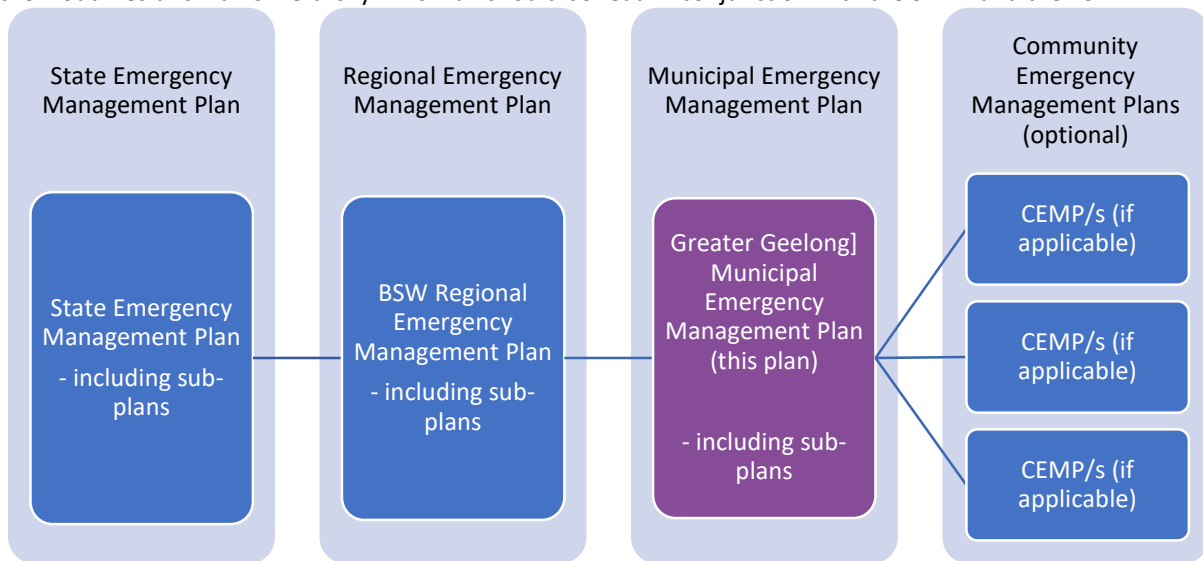 State Emergency
Management Plan
State Emergency
Management Plan
- including sub-
plans
Regional Emergency
Management Plan
BSW Regional
Emergency
Management Plan
- including sub-
plans
Municipal Emergency
Management Plan
Greater Geelong]
Municipal
Emergency
Management Plan
(this plan)
- including sub-
plans
Community
Emergency
Management Plans
(optional)
CEMP/s (if
applicable)
CEMP/s (if
applicable)
CEMP/s (if
applicable)